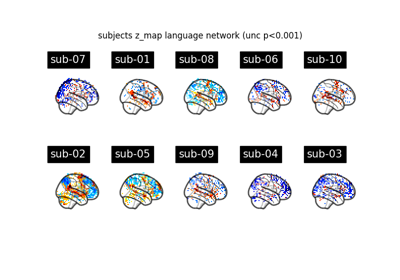 subjects z_map language network (unc p<0.001)
sub-07 sub-01 sub-08 sub-06 sub-10
sub-02 sub-05 sub-09 sub-04 sub-03